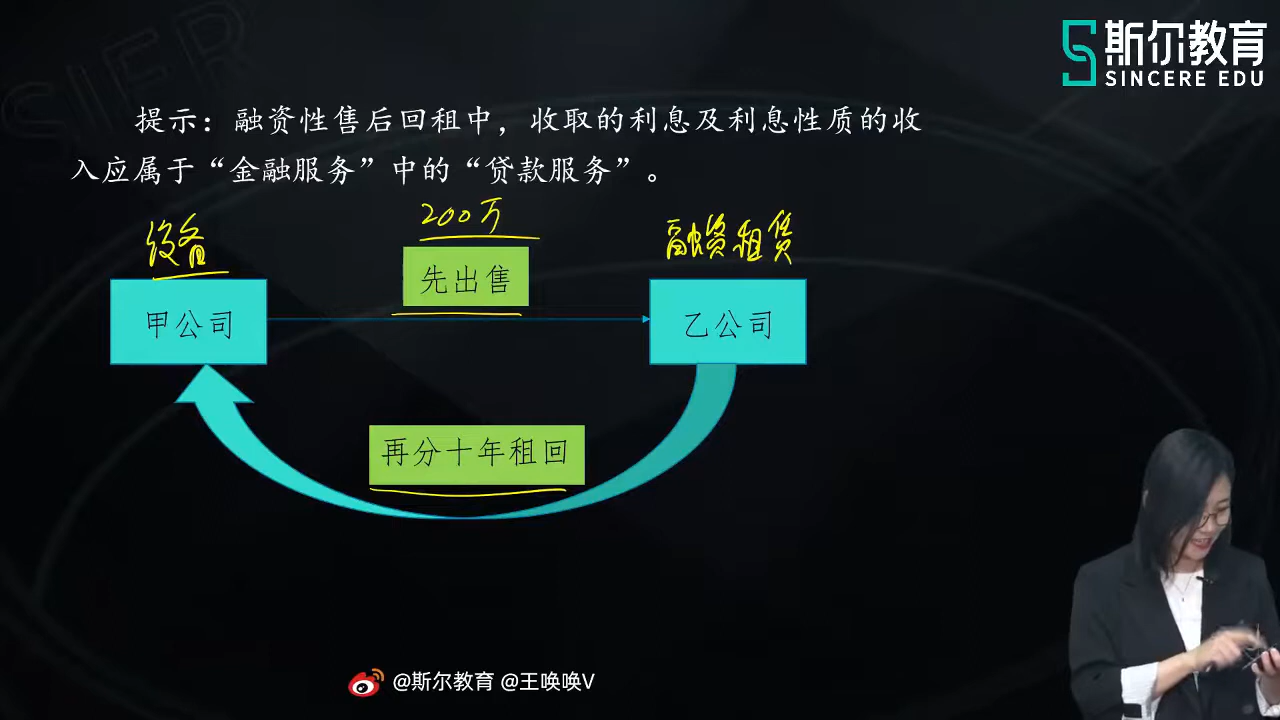 斯尔教育
SINCERE EDU
提示：融资性售后回租中，收取的利息及利息性质的收
入应属于“金融服务”中的“贷款服务”。
设备
200万
融资租赁
先出售
甲公司
乙公司
再分十年租回
@斯尔教育 @王唤唤V
SIER